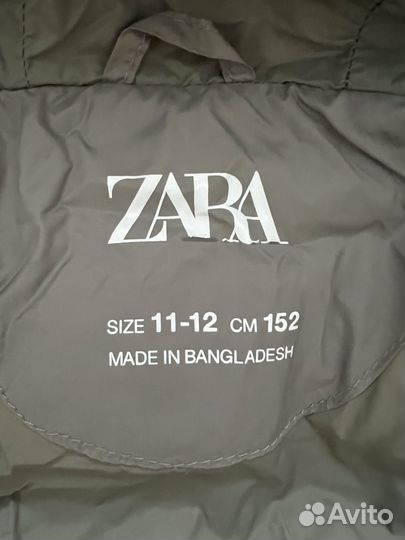 ZARA
SIZE 11-12 CM 152
MADE IN BANGLADESH
Avito